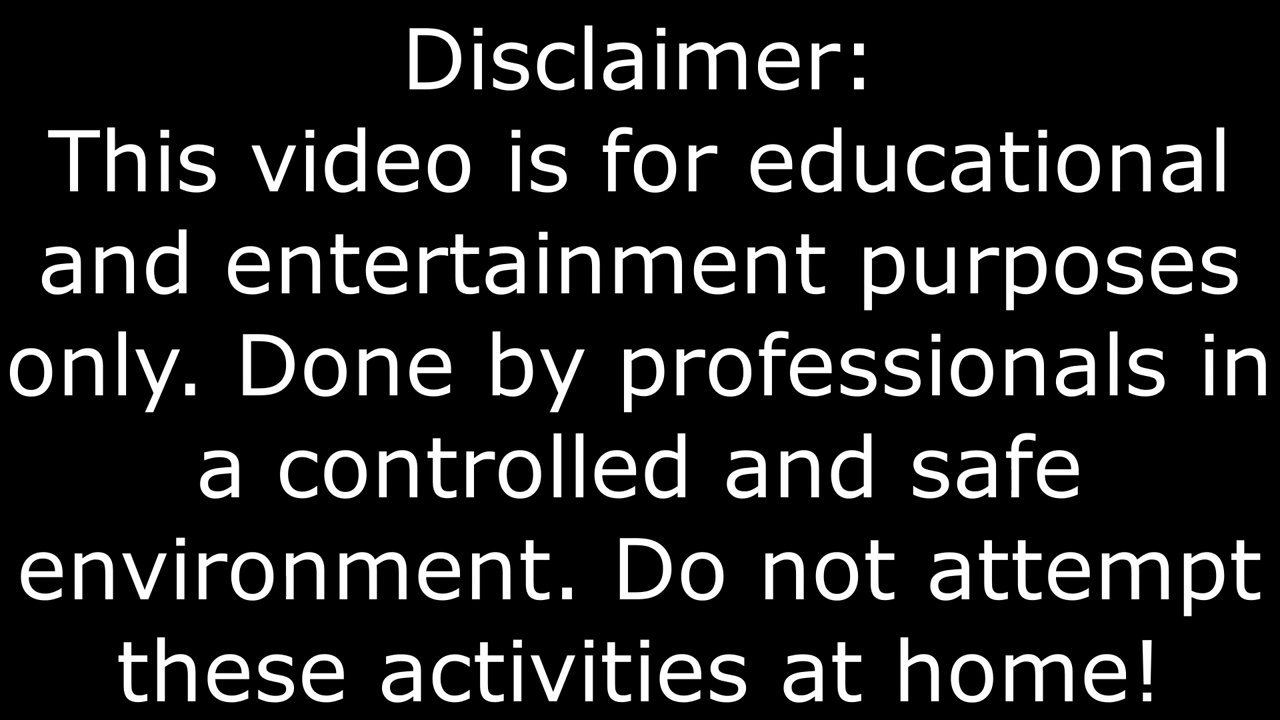 Disclaimer:
This video is for educational
and entertainment purposes
only. Done by professionals in
a controlled and safe
environment. Do not attempt
these activities at home!